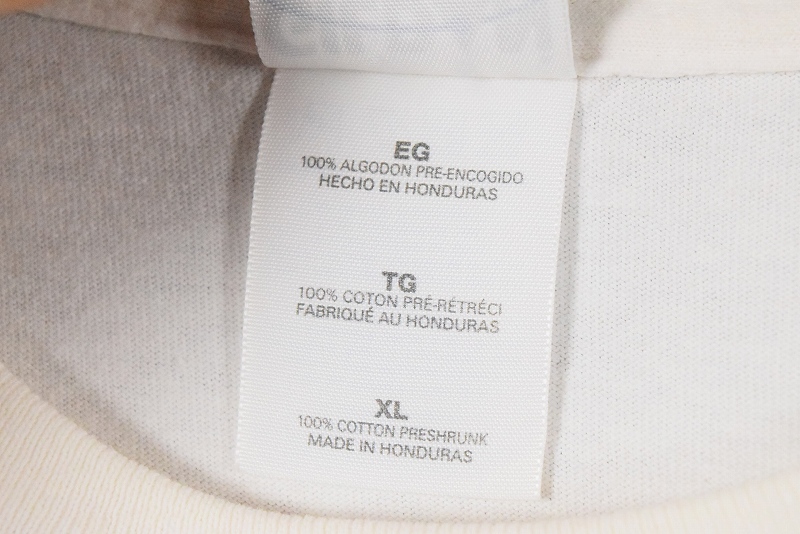 EG
100% ALGODON PRE-ENCOGIDO
HECHO EN HONDURAS
TG
100% COTON PRÉ-RÉTRÉCI
FABRIQUÉ AU HONDURAS
XL
100% COTTON PRESHRUNK
MADE IN HONDURAS